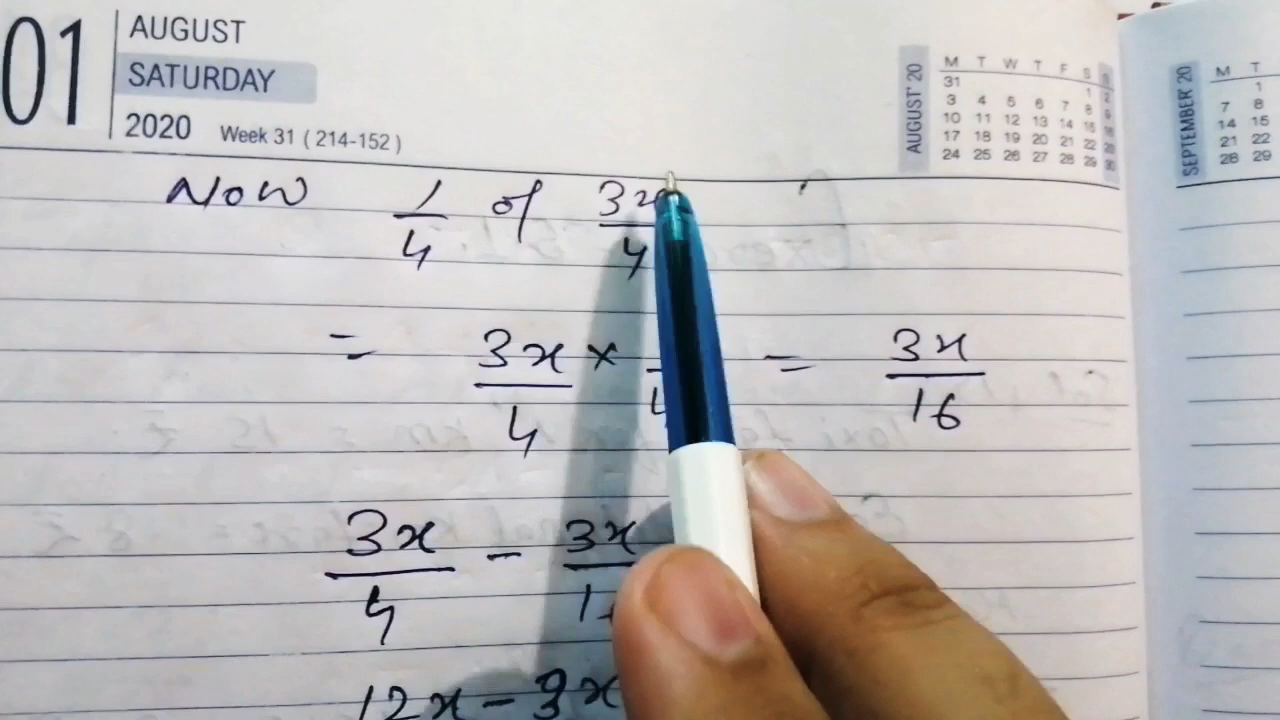 01 AUGUST
SATURDAY
2020 Week 31 ( 214-152 )
AUGUST' 20
M T W T F S S
31 1 2
3 4 5 6 7 8 9
10 11 12 13 14 15 16
17 18 19 20 21 22 23
24 25 26 27 28 29 30
SEPTEMBER' 20
M T
1
7 8
14 15
21 22
28 29
NOW 1/4 of 3x/4
= 3x/4 × = 3x/16
3x/4 - 3x
12x - 3x